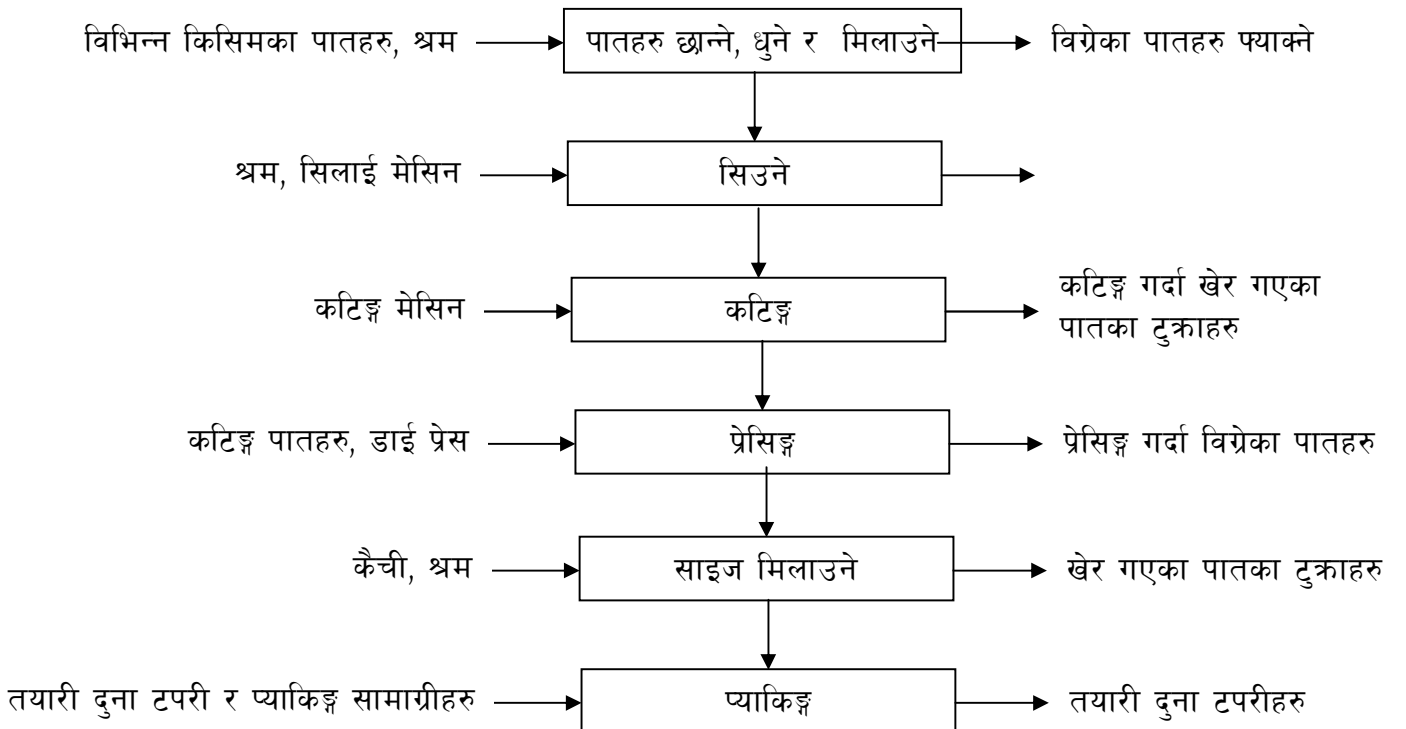 विभिन्न किसिमका पातहरु, श्रम
पातहरु छान्ने, धुने र मिलाउने
विग्रेका पातहरु फ्याक्ने
श्रम, सिलाई मेसिन
सिउने
कटिङ्ग मेसिन
कटिङ्ग
कटिङ्ग गर्दा खेर गएका
पातका टुक्राहरु
कटिङ्ग पातहरु, डाई प्रेस
प्रेसिङ्ग
प्रेसिङ्ग गर्दा विग्रेका पातहरु
कैची, श्रम
साइज मिलाउने
खेर गएका पातका टुक्राहरु
तयारी दुना टपरी र प्याकिङ्ग सामाग्रीहरु
प्याकिङ्ग
तयारी दुना टपरीहरु